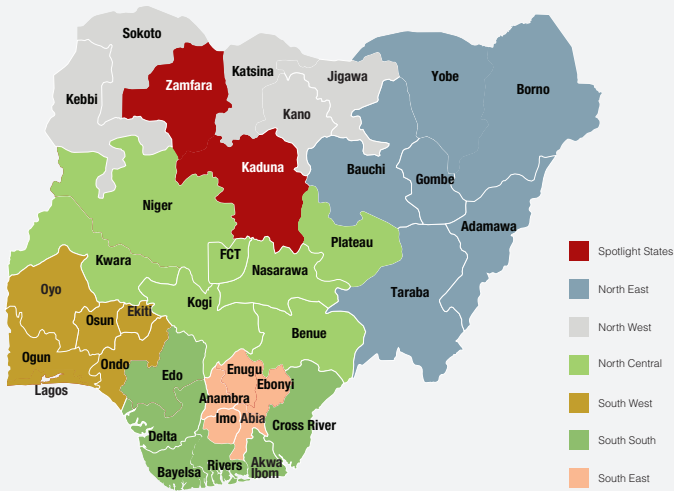 Sokoto
Zamfara
Katsina
Jigawa
Yobe
Borno
Kebbi
Kano
Kaduna
Bauchi
Gombe
Niger
Adamawa
Plateau
FCT
Kwara
Nasarawa
Taraba
Oyo
Kogi
Osun
Ekiti
Benue
Ogun
Ondo
Edo
Enugu
Ebonyi
Lagos
Anambra
Imo
Abia
Cross River
Delta
Bayelsa
Rivers
Akwa
Ibom
Spotlight States
North East
North West
North Central
South West
South South
South East